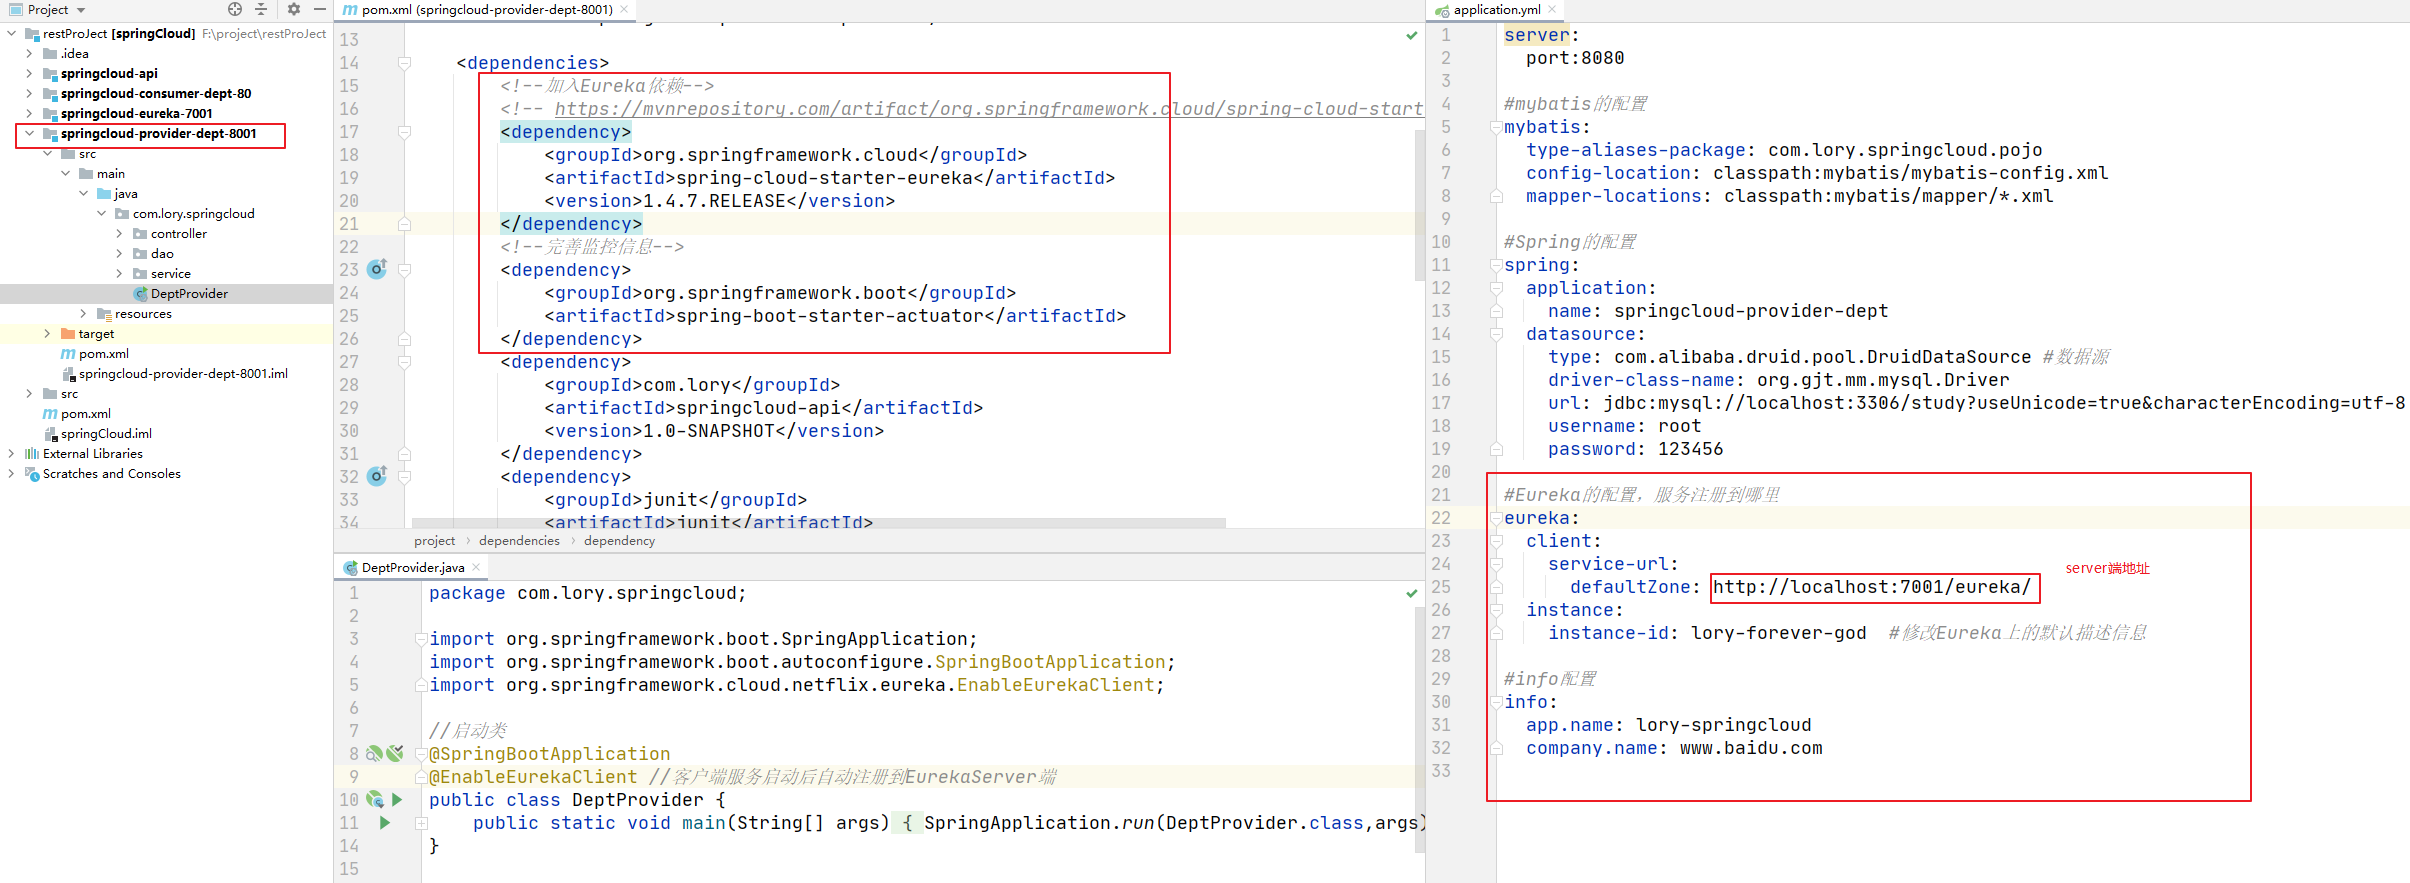 Project
restProJect [springCloud] F:\project\restProJect
.idea
springcloud-api
springcloud-consumer-dept-80
springcloud-eureka-7001
springcloud-provider-dept-8001
src
main
java
com.lory.springcloud
controller
dao
service
DeptProvider
resources
target
pom.xml
springcloud-provider-dept-8001.iml
src
pom.xml
springCloud.iml
External Libraries
Scratches and Consoles
pom.xml (springcloud-provider-dept-8001)
13
14 <dependencies>
15 <!--加入Eureka依赖-->
16 <!-- https://mvnrepository.com/artifact/org.springframework.cloud/spring-cloud-start
17 <dependency>
18 <groupId>org.springframework.cloud</groupId>
19 <artifactId>spring-cloud-starter-eureka</artifactId>
20 <version>1.4.7.RELEASE</version>
21 </dependency>
22 <!--完善监控信息-->
23 <dependency>
24 <groupId>org.springframework.boot</groupId>
25 <artifactId>spring-boot-starter-actuator</artifactId>
26 </dependency>
27 <dependency>
28 <groupId>com.lory</groupId>
29 <artifactId>springcloud-api</artifactId>
30 <version>1.0-SNAPSHOT</version>
31 </dependency>
32 <dependency>
33 <groupId>junit</groupId>
34 <artifactId>junit</artifactId>
project › dependencies › dependency
DeptProvider.java
1 package com.lory.springcloud;
2
3 import org.springframework.boot.SpringApplication;
4 import org.springframework.boot.autoconfigure.SpringBootApplication;
5 import org.springframework.cloud.netflix.eureka.EnableEurekaClient;
6
7 //启动类
8 @SpringBootApplication
9 @EnableEurekaClient //客户端服务启动后自动注册到EurekaServer端
10 public class DeptProvider {
11 public static void main(String[] args) { SpringApplication.run(DeptProvider.class,args)
14 }
15
application.yml
1 server:
2 port:8080
3
4 #mybatis的配置
5 mybatis:
6 type-aliases-package: com.lory.springcloud.pojo
7 config-location: classpath:mybatis/mybatis-config.xml
8 mapper-locations: classpath:mybatis/mapper/*.xml
9
10 #Spring的配置
11 spring:
12 application:
13 name: springcloud-provider-dept
14 datasource:
15 type: com.alibaba.druid.pool.DruidDataSource #数据源
16 driver-class-name: org.gjt.mm.mysql.Driver
17 url: jdbc:mysql://localhost:3306/study?useUnicode=true&characterEncoding=utf-8
18 username: root
19 password: 123456
20
21 #Eureka的配置，服务注册到哪里
22 eureka:
23 client:
24 service-url:
server端地址
25 defaultZone: http://localhost:7001/eureka/
26 instance:
27 instance-id: lory-forever-god #修改Eureka上的默认描述信息
28
29 #info配置
30 info:
31 app.name: lory-springcloud
32 company.name: www.baidu.com
33